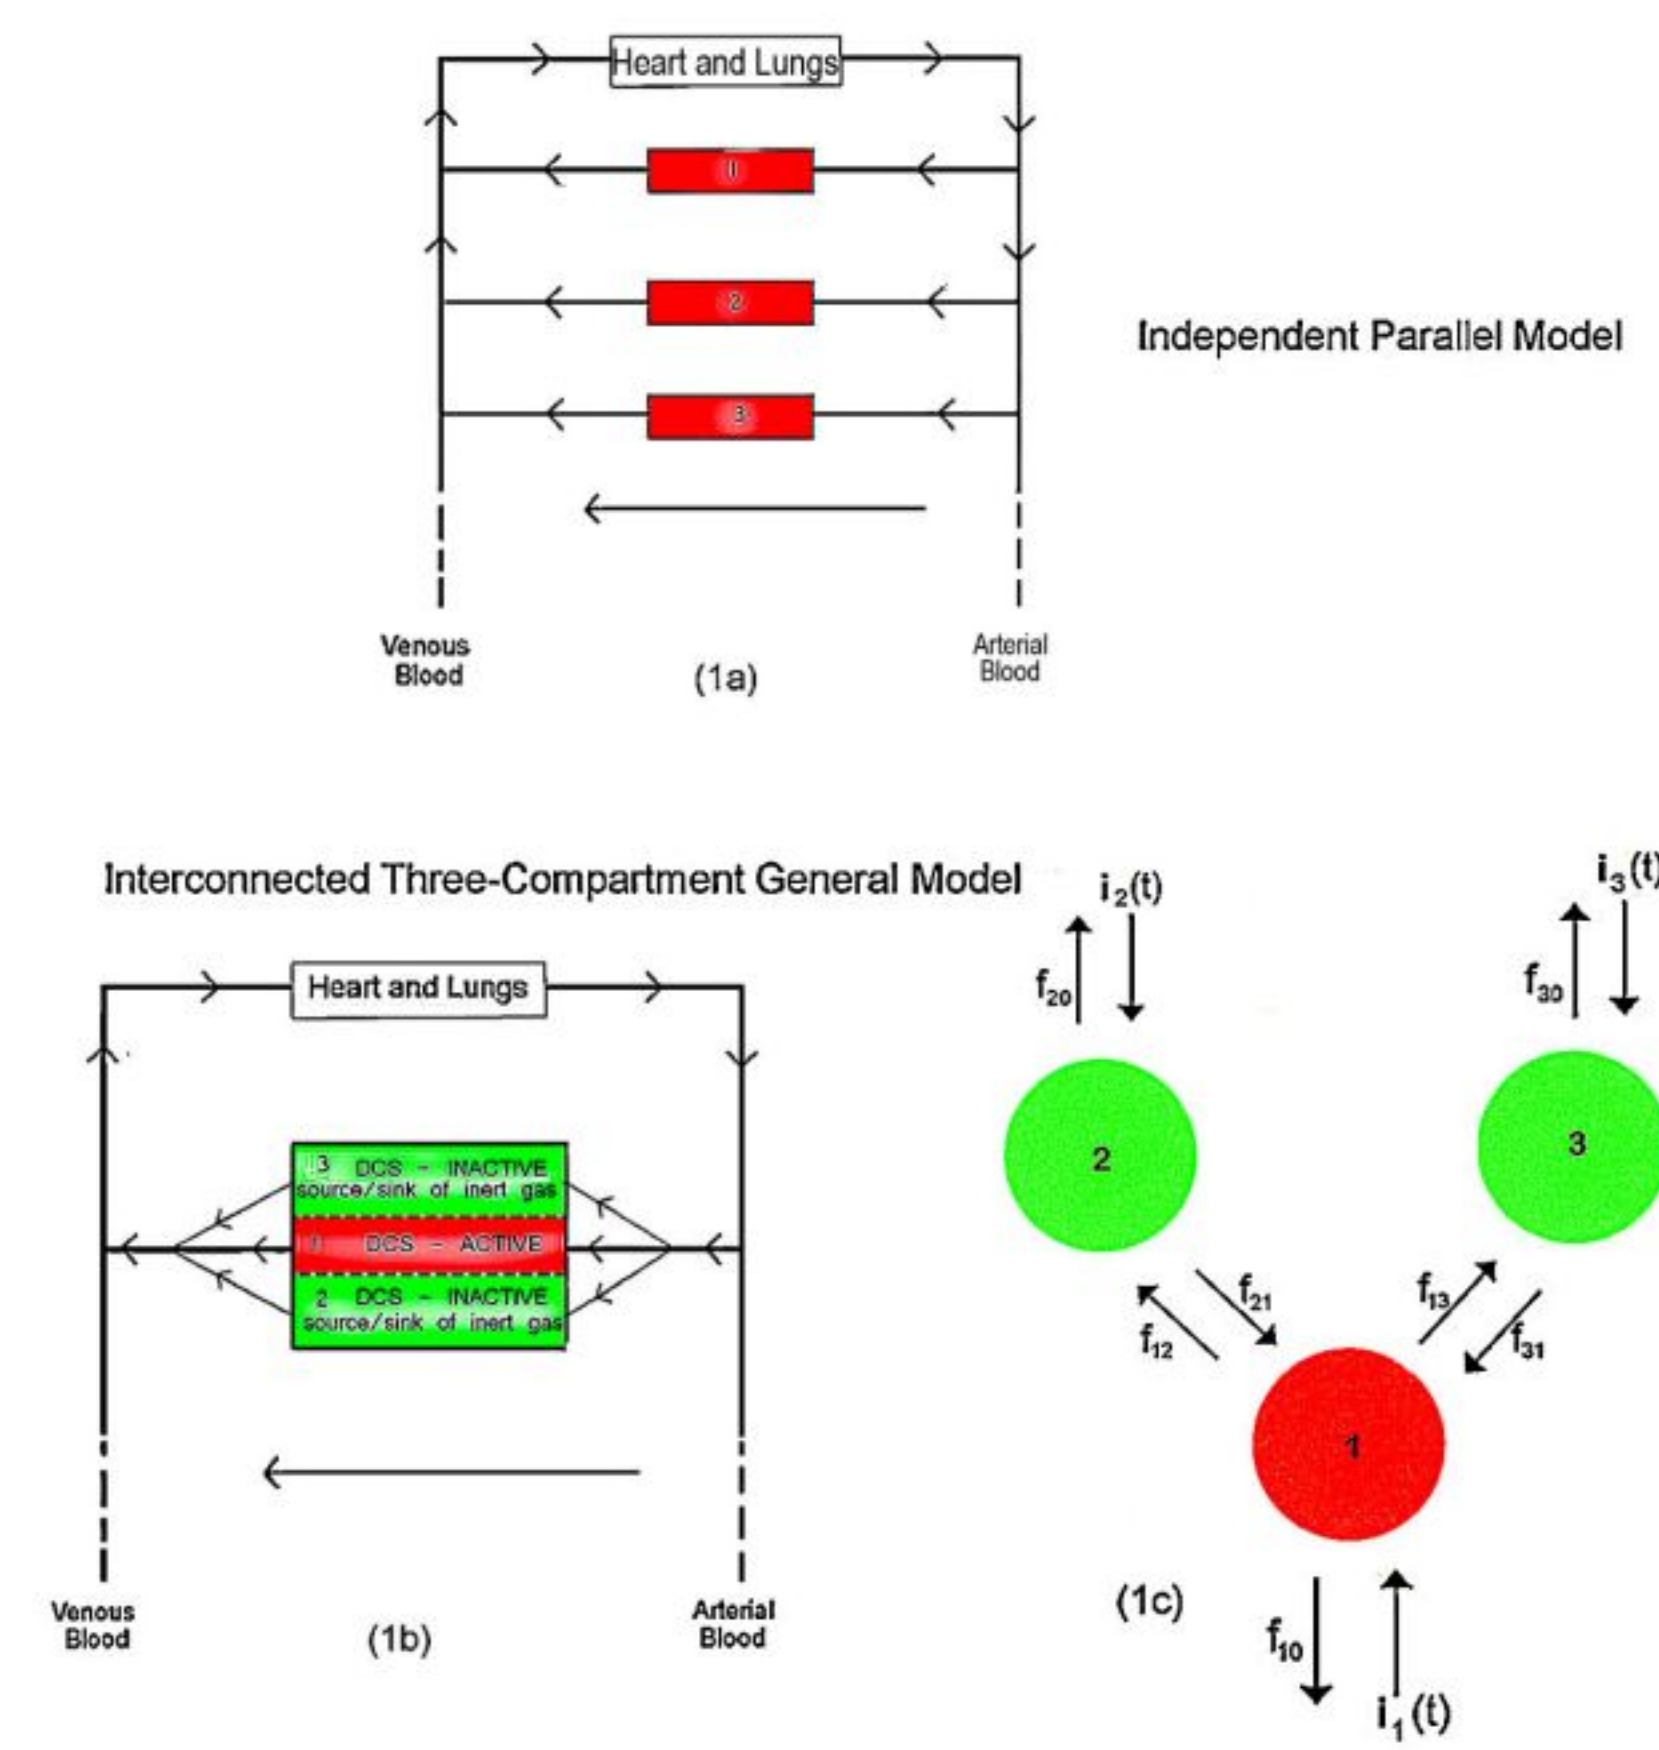 Heart and Lungs
1
2
3
Independent Parallel Model
Venous
Blood
(1a)
Arterial
Blood
Interconnected Three-Compartment General Model
Heart and Lungs
3 DCS - INACTIVE
source/sink of inert gas
1 DCS - ACTIVE
2 DCS - INACTIVE
source/sink of inert gas
Venous
Blood
(1b)
Arterial
Blood
i₂(t)
i₃(t)
f₂₀
f₃₀
2
3
f₂₁
f₁₂
f₁₃
f₃₁
1
(1c)
f₁₀
i₁(t)